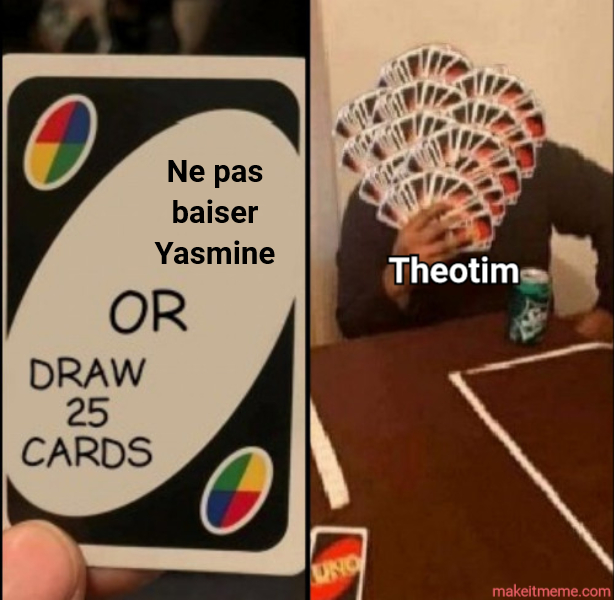 Ne pas
baiser
Yasmine
OR
DRAW
25
CARDS
Theotim
UNO
makeitmeme.com